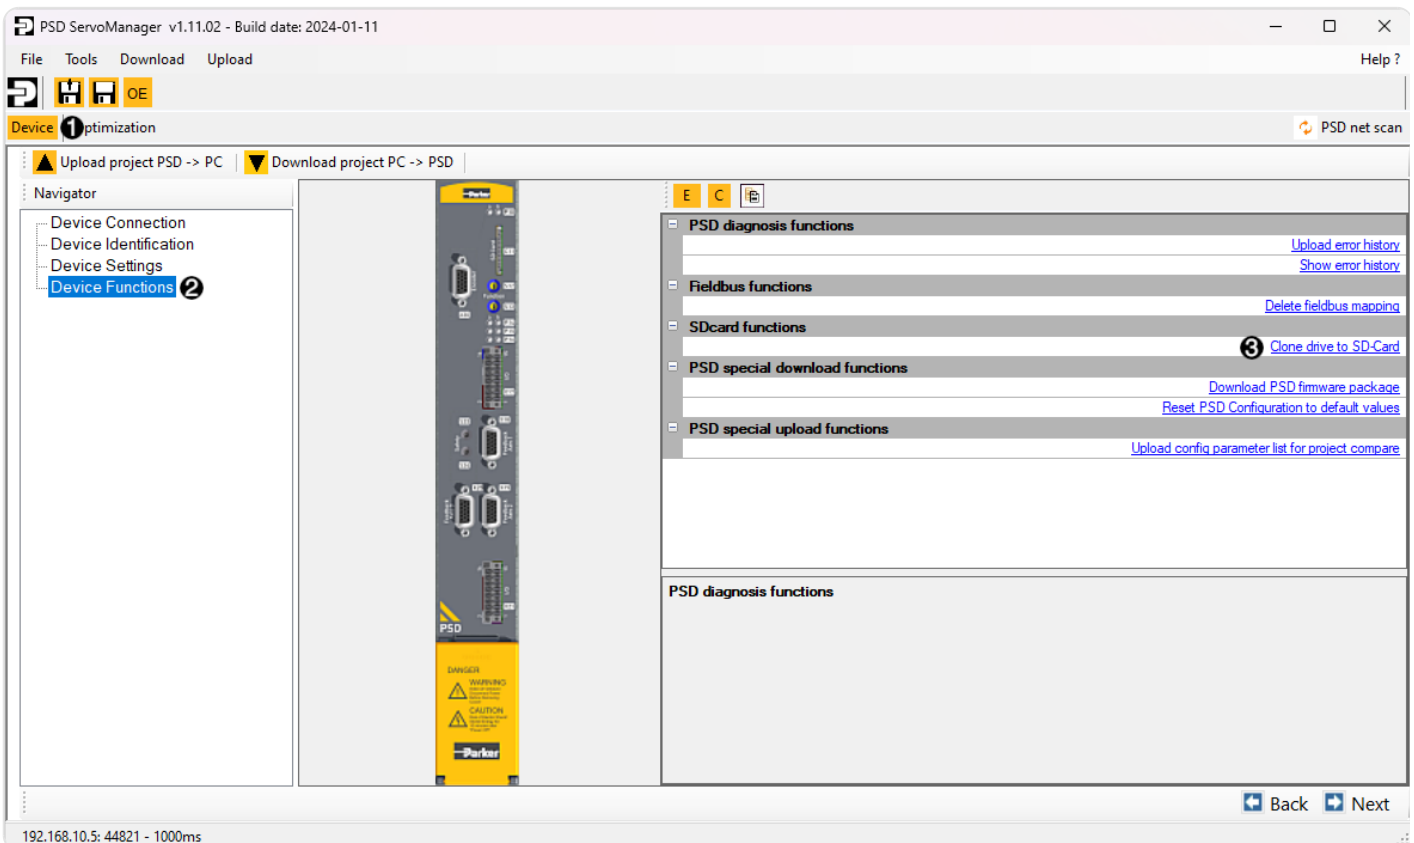 PSD ServoManager v1.11.02 - Build date: 2024-01-11
File Tools Download Upload Help ?
OE
Device 1 ptimization PSD net scan
Upload project PSD -> PC Download project PC -> PSD
Navigator
Device Connection
Device Identification
Device Settings
Device Functions 2
Parker
PSD
DANGER
WARNING
CAUTION
Parker
E C
PSD diagnosis functions
Upload error history
Show error history
Fieldbus functions
Delete fieldbus mapping
SDcard functions
3 Clone drive to SD-Card
PSD special download functions
Download PSD firmware package
Reset PSD Configuration to default values
PSD special upload functions
Upload config parameter list for project compare
PSD diagnosis functions
Back Next
192.168.10.5: 44821 - 1000ms